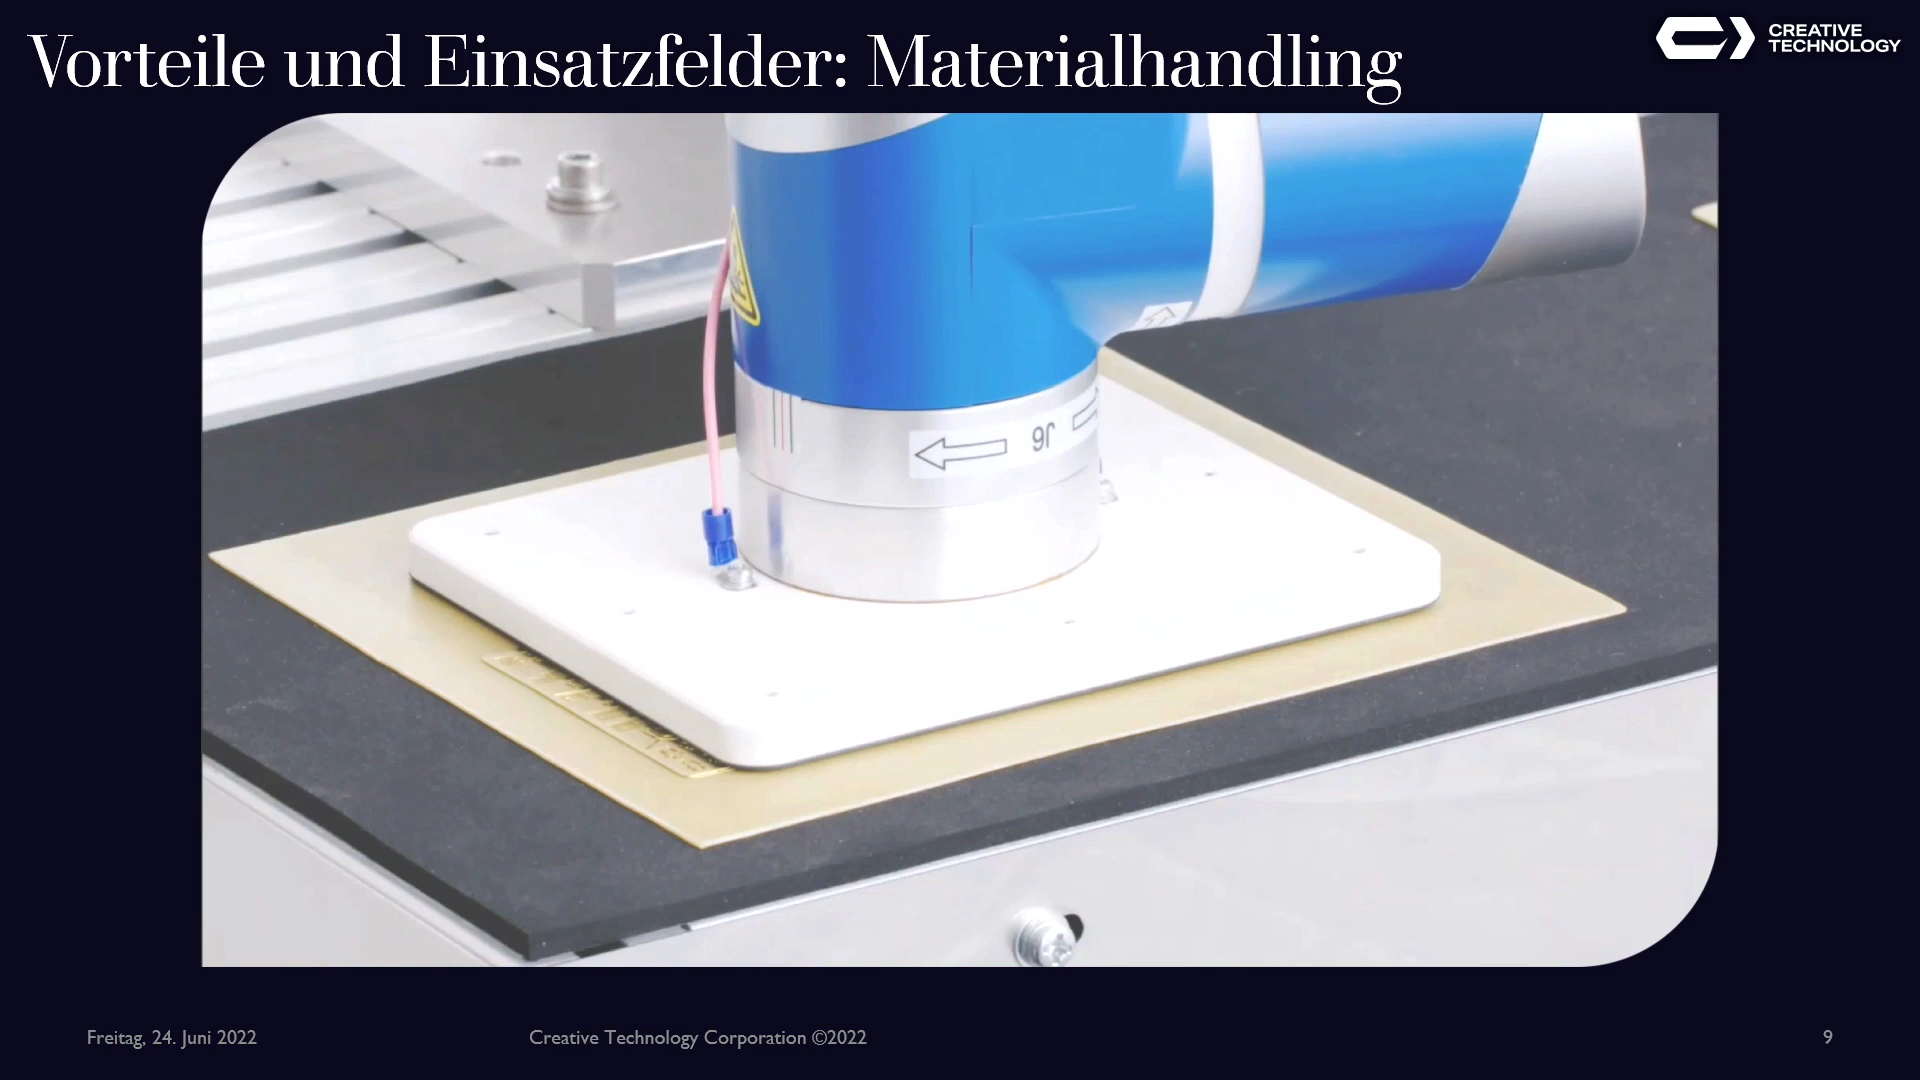 Vorteile und Einsatzfelder: Materialhandling
CREATIVE
TECHNOLOGY
J6
Freitag, 24. Juni 2022
Creative Technology Corporation ©2022
9